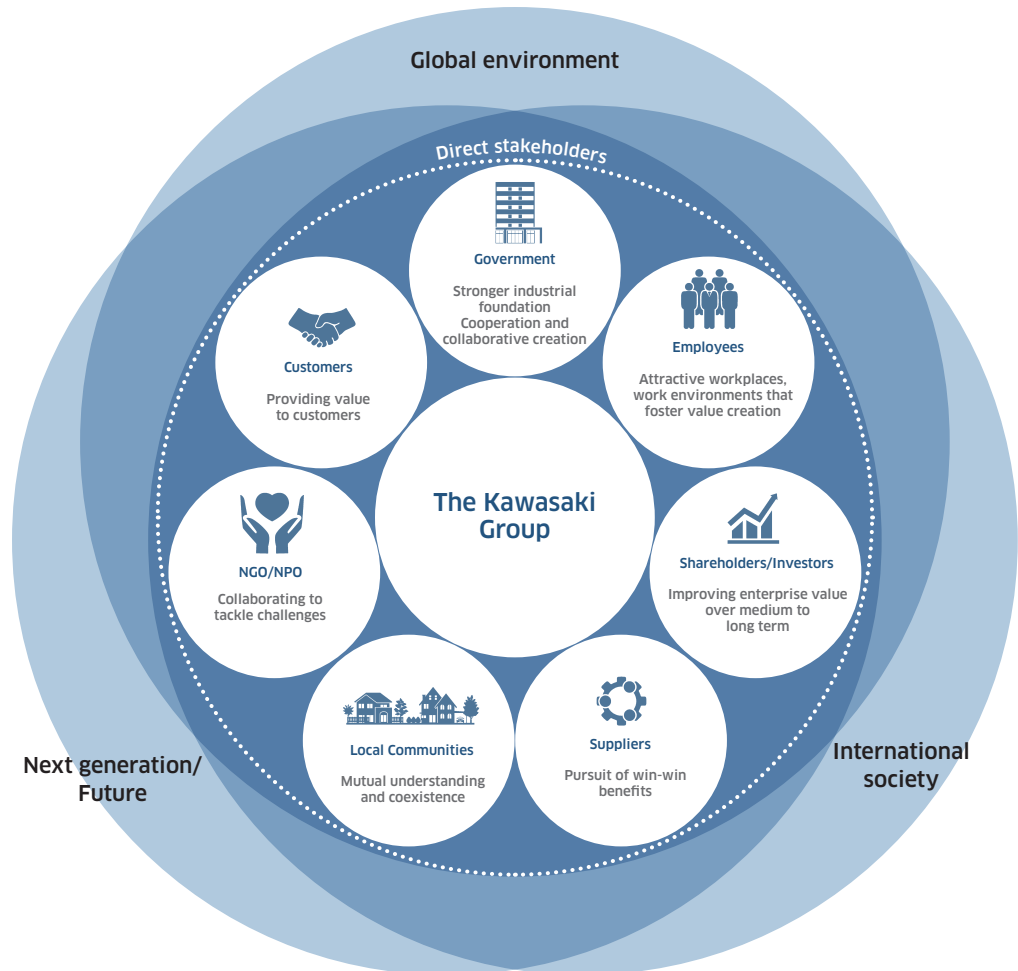 Global environment
Direct stakeholders
Government
Stronger industrial
foundation
Cooperation and
collaborative creation
Employees
Attractive workplaces,
work environments that
foster value creation
Customers
Providing value
to customers
The Kawasaki
Group
NGO/NPO
Collaborating to
tackle challenges
Shareholders/Investors
Improving enterprise value
over medium to
long term
Local Communities
Mutual understanding
and coexistence
Suppliers
Pursuit of win-win
benefits
Next generation/
Future
International
society